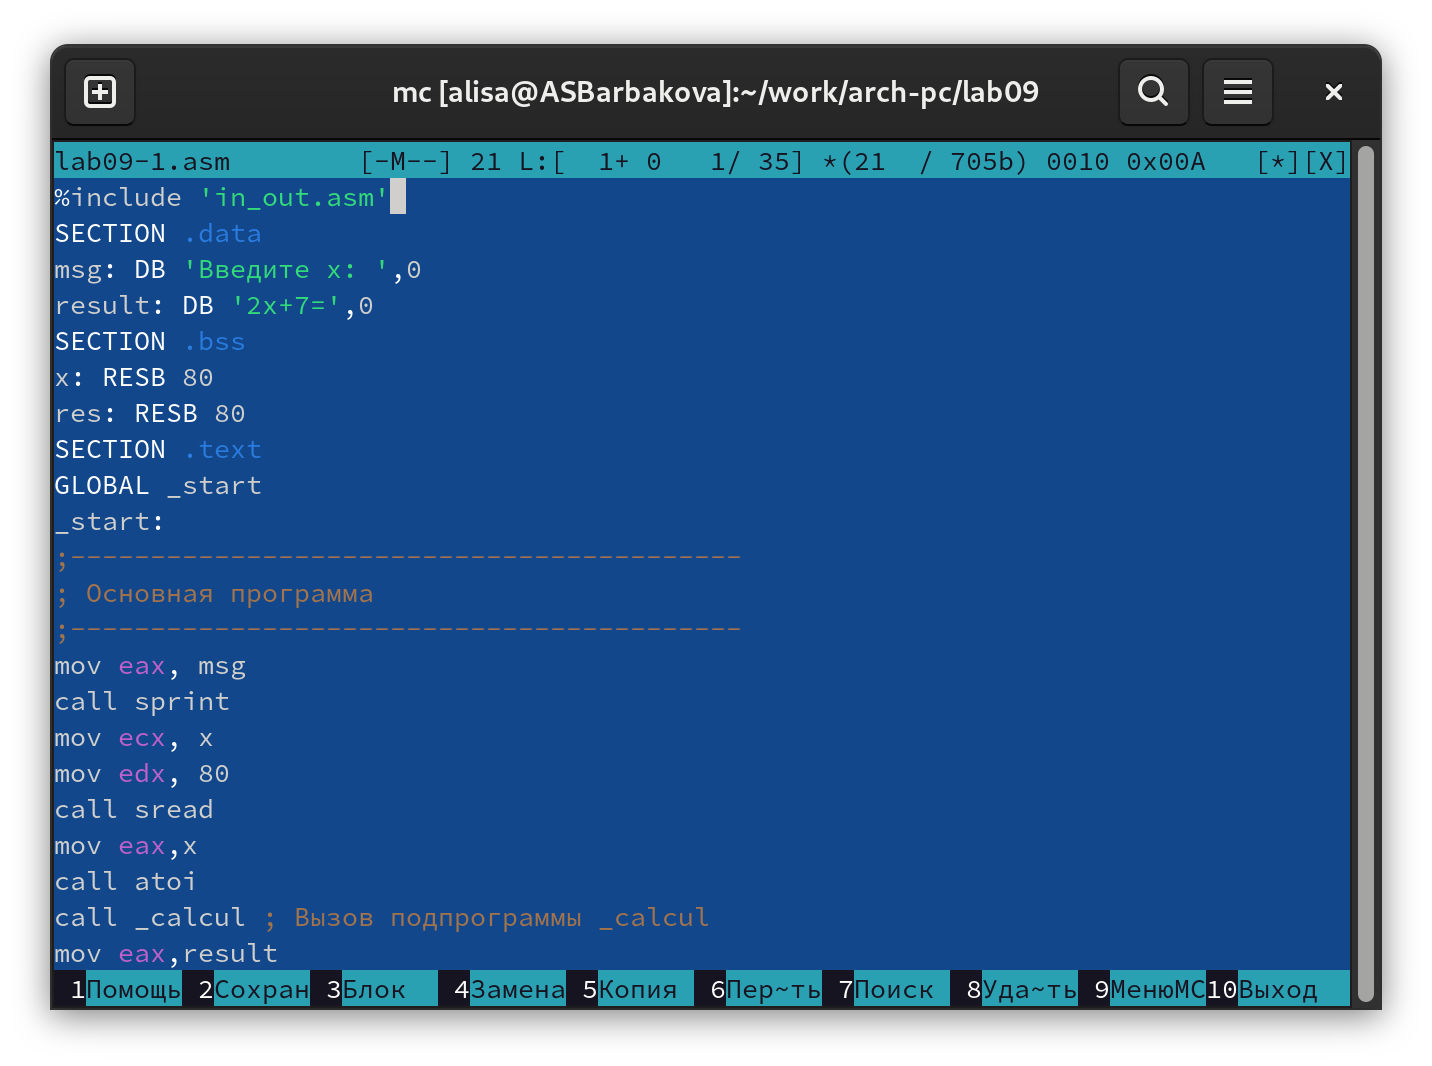 mc [alisa@ASBarbakova]:~/work/arch-pc/lab09
lab09-1.asm [-M--] 21 L:[ 1+ 0 1/ 35] *(21 / 705b) 0010 0x00A [*][X]
%include 'in_out.asm'
SECTION .data
msg: DB 'Введите x: ',0
result: DB '2x+7=',0
SECTION .bss
x: RESB 80
res: RESB 80
SECTION .text
GLOBAL _start
_start:
;------------------------------------------
; Основная программа
;------------------------------------------
mov eax, msg
call sprint
mov ecx, x
mov edx, 80
call sread
mov eax,x
call atoi
call _calcul ; Вызов подпрограммы _calcul
mov eax,result
1Помощь 2Сохран 3Блок 4Замена 5Копия 6Пер~ть 7Поиск 8Уда~ть 9МенюMC 10Выход